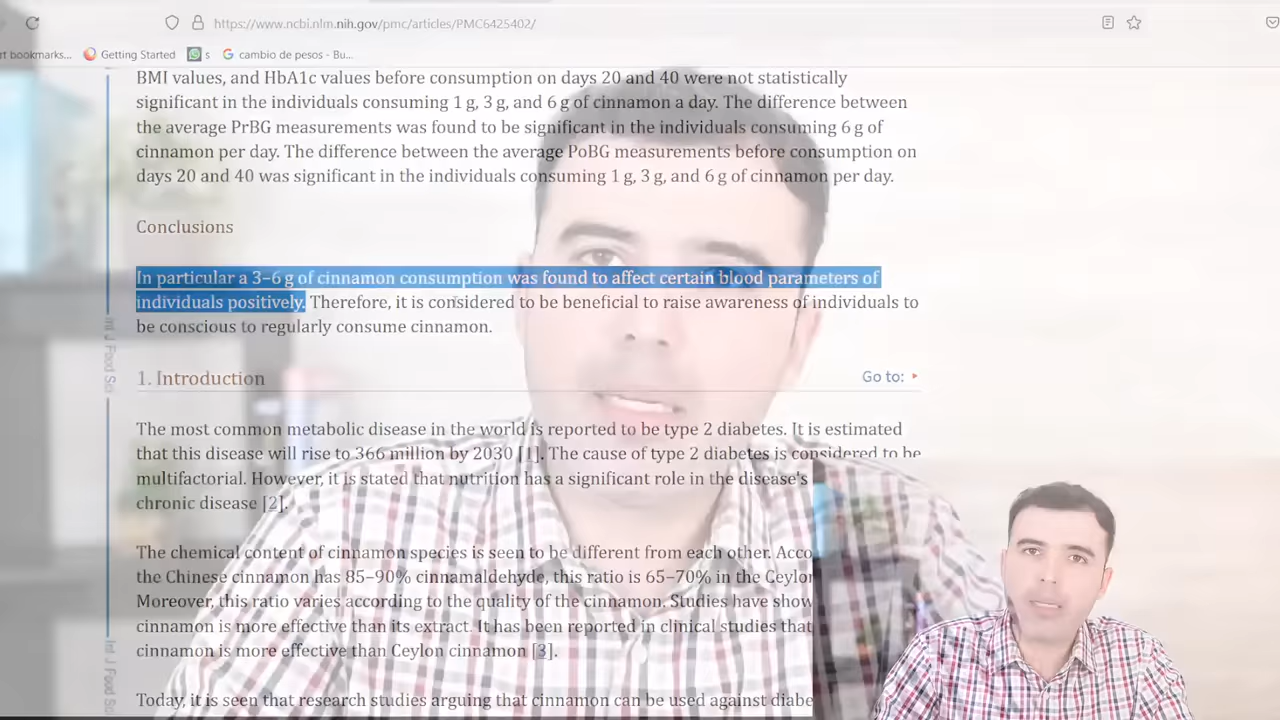 https://www.ncbi.nlm.nih.gov/pmc/articles/PMC6425402/
rt bookmarks... Getting Started s cambio de pesos - Bu...
BMI values, and HbA1c values before consumption on days 20 and 40 were not statistically
significant in the individuals consuming 1 g, 3 g, and 6 g of cinnamon a day. The difference between
the average PrBG measurements was found to be significant in the individuals consuming 6 g of
cinnamon per day. The difference between the average PoBG measurements before consumption on
days 20 and 40 was significant in the individuals consuming 1 g, 3 g, and 6 g of cinnamon per day.
Conclusions
In particular a 3–6 g of cinnamon consumption was found to affect certain blood parameters of
individuals positively. Therefore, it is considered to be beneficial to raise awareness of individuals to
be conscious to regularly consume cinnamon.
1. Introduction
Go to:
The most common metabolic disease in the world is reported to be type 2 diabetes. It is estimated
that this disease will rise to 366 million by 2030 [1]. The cause of type 2 diabetes is considered to be
multifactorial. However, it is stated that nutrition has a significant role in the disease's
chronic disease [2].
The chemical content of cinnamon species is seen to be different from each other. Acco
the Chinese cinnamon has 85–90% cinnamaldehyde, this ratio is 65–70% in the Ceylon
Moreover, this ratio varies according to the quality of the cinnamon. Studies have show
cinnamon is more effective than its extract. It has been reported in clinical studies that
cinnamon is more effective than Ceylon cinnamon [3].
Today, it is seen that research studies arguing that cinnamon can be used against diabe
Int J Food Sci
Int J Food Sci